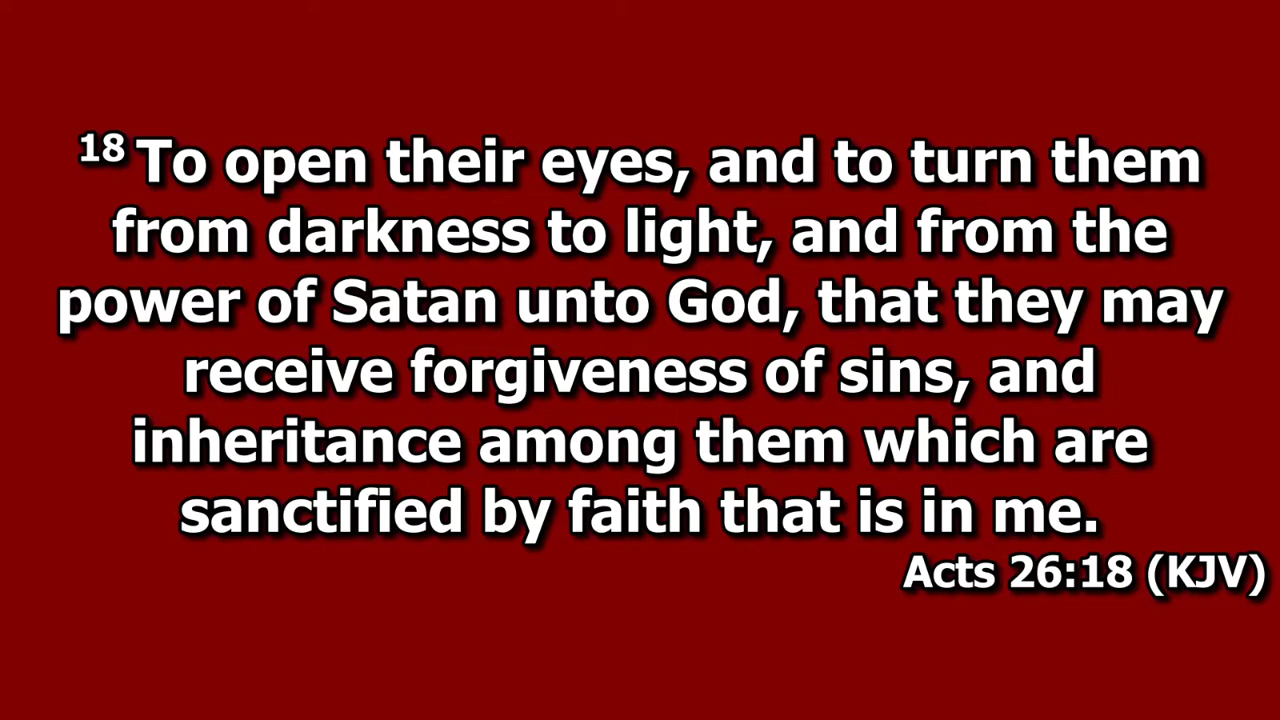 18 To open their eyes, and to turn them
from darkness to light, and from the
power of Satan unto God, that they may
receive forgiveness of sins, and
inheritance among them which are
sanctified by faith that is in me.
Acts 26:18 (KJV)